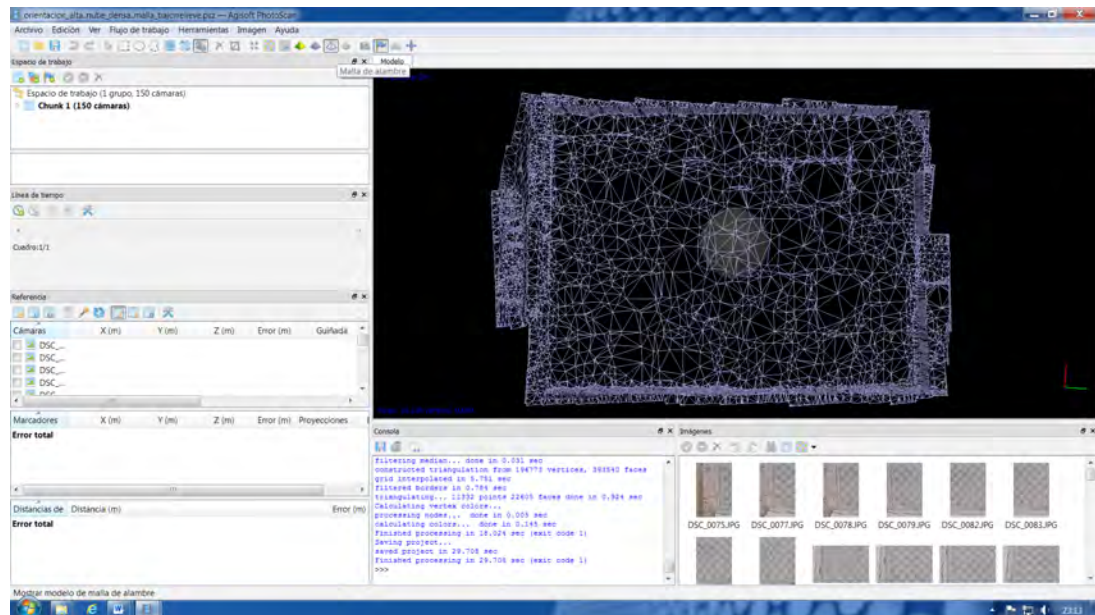 orientacion_alta.nube_densa.malla_bajorrelieve.psz — Agisoft PhotoScan
Archivo Edición Ver Flujo de trabajo Herramientas Imagen Ayuda
Espacio de trabajo
Modelo
Malla de alambre
Espacio de trabajo (1 grupo, 150 cámaras)
Chunk 1 (150 cámaras)
Línea de tiempo
Cuadro:1/1
Referencia
Cámaras X (m) Y (m) Z (m) Error (m) Guiñada
DSC_...
DSC_...
DSC_...
DSC_...
DSC_...
Marcadores X (m) Y (m) Z (m) Error (m) Proyecciones
Error total
Distancias de Distancia (m) Error (m)
Error total
Consola
filtering median... done in 0.031 sec
constructed triangulation from 194773 vertices, 393540 faces
grid interpolated in 5.751 sec
filtered borders in 0.784 sec
triangulating... 11332 points 22605 faces done in 0.924 sec
Calculating vertex colors...
processing nodes... done in 0.005 sec
calculating colors... done in 0.145 sec
Finished processing in 18.024 sec (exit code 1)
Saving project...
saved project in 29.708 sec
Finished processing in 29.708 sec (exit code 1)
>>>
Imágenes
DSC_0075.JPG DSC_0077.JPG DSC_0078.JPG DSC_0079.JPG DSC_0082.JPG DSC_0083.JPG
Mostrar modelo de malla de alambre
23:13